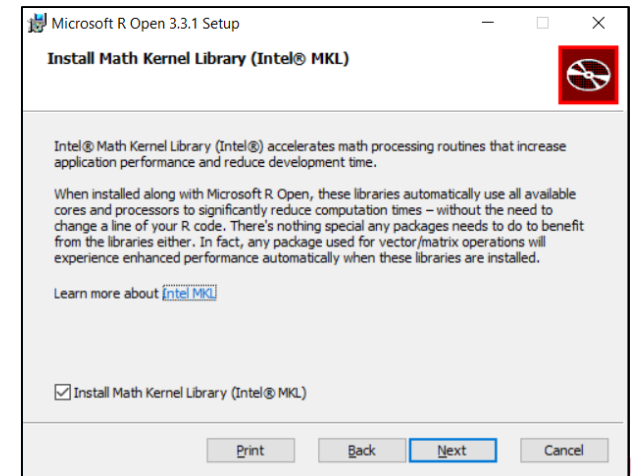 Microsoft R Open 3.3.1 Setup
Install Math Kernel Library (Intel® MKL)
Intel® Math Kernel Library (Intel®) accelerates math processing routines that increase
application performance and reduce development time.
When installed along with Microsoft R Open, these libraries automatically use all available
cores and processors to significantly reduce computation times – without the need to
change a line of your R code. There's nothing special any packages needs to do to benefit
from the libraries either. In fact, any package used for vector/matrix operations will
experience enhanced performance automatically when these libraries are installed.
Learn more about Intel MKL
Install Math Kernel Library (Intel® MKL)
Print Back Next Cancel